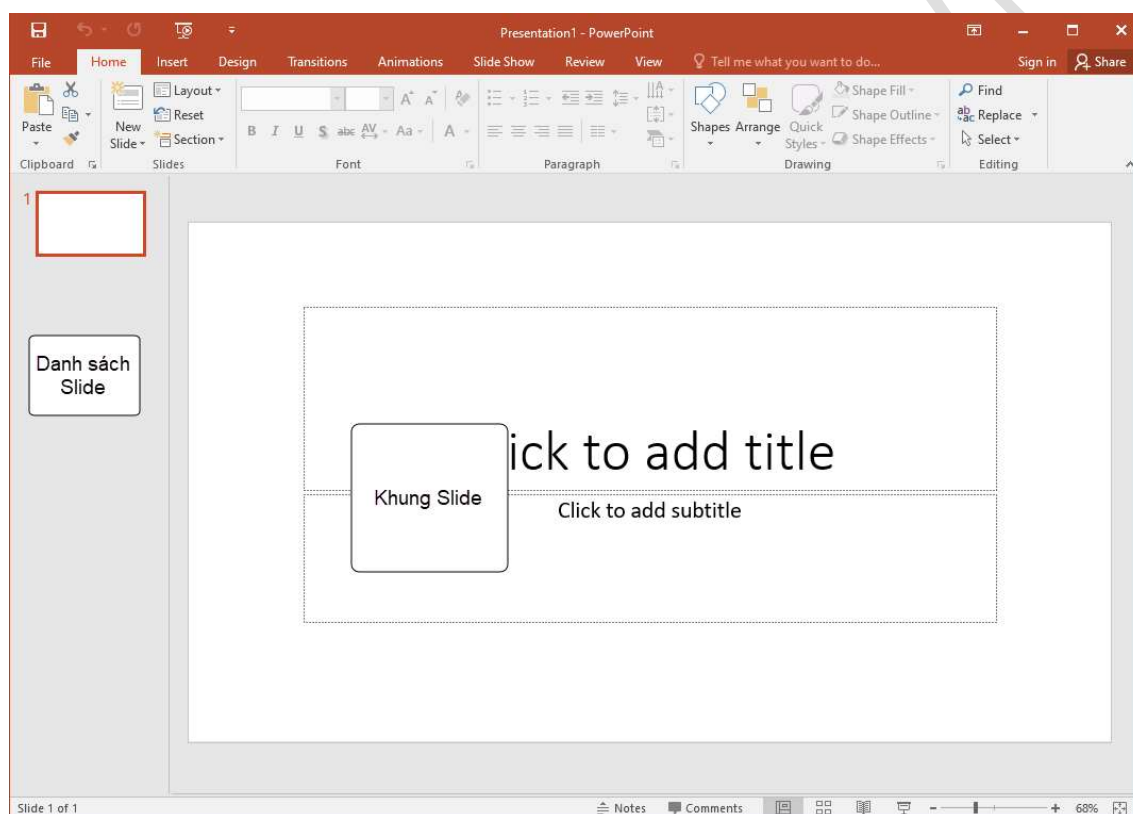 Presentation1 - PowerPoint
File Home Insert Design Transitions Animations Slide Show Review View Tell me what you want to do... Sign in Share
Paste
New
Slide
Layout
Reset
Section
B I U S abc AV Aa A
A A
Shapes Arrange Quick
Styles
Shape Fill
Shape Outline
Shape Effects
Find
Replace
Select
Clipboard Slides Font Paragraph Drawing Editing
1
Danh sách
Slide
ick to add title
Khung Slide
Click to add subtitle
Slide 1 of 1 Notes Comments - + 68%